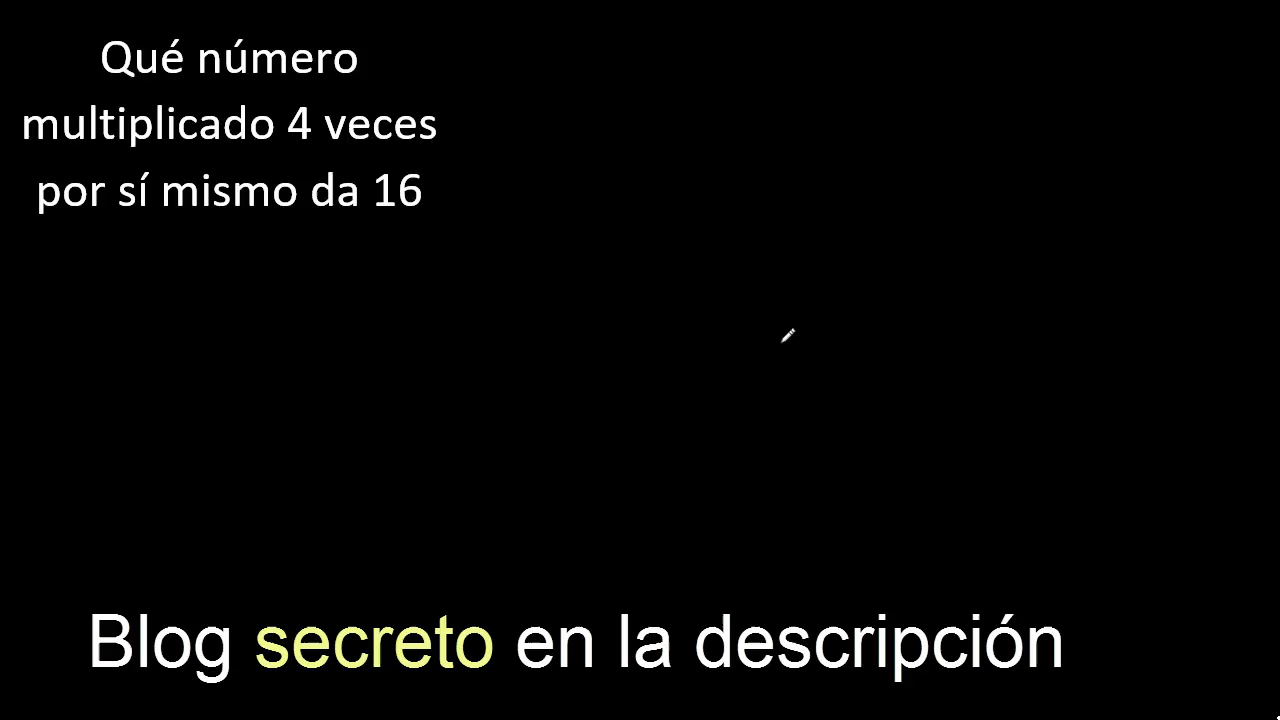 Qué número
multiplicado 4 veces
por sí mismo da 16
Blog secreto en la descripción